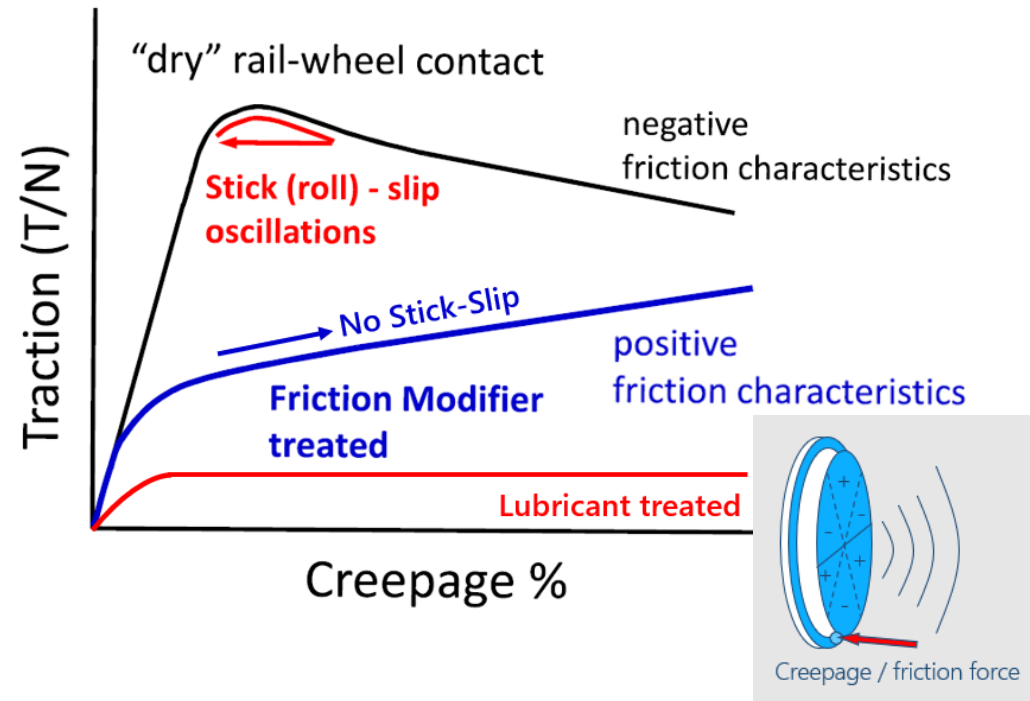 “dry” rail-wheel contact
negative
friction characteristics
Stick (roll) - slip
oscillations
No Stick-Slip
positive
friction characteristics
Friction Modifier
treated
Lubricant treated
Traction (T/N)
Creepage %
+
-
-
+
+
-
Creepage / friction force